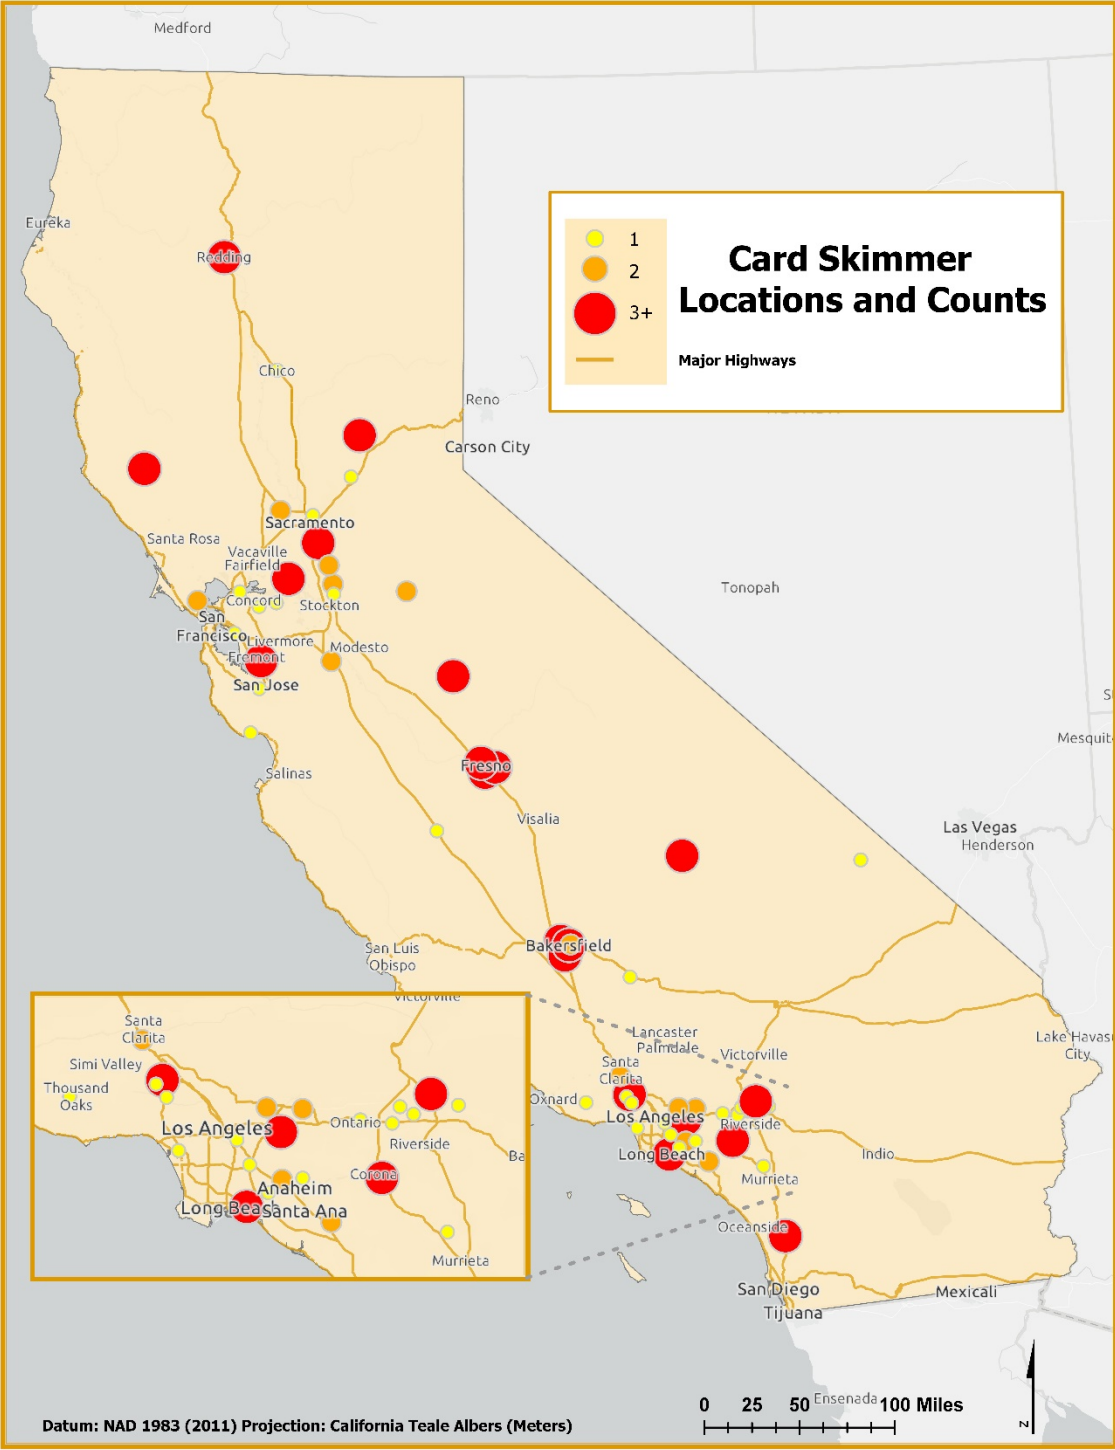 Medford
Eureka
Redding
1
2
3+
Card Skimmer
Locations and Counts
Major Highways
Chico
Reno
Carson City
Sacramento
Santa Rosa
Vacaville
Fairfield
Concord
Stockton
Tonopah
San
Francisco
Livermore
Modesto
Fremont
San Jose
Mesquit
Salinas
Fresno
Visalia
Las Vegas
Henderson
San Luis
Obispo
Bakersfield
Victorville
Santa
Clarita
Simi Valley
Thousand
Oaks
Los Angeles
Ontario
Riverside
Ba
Corona
Anaheim
Long Beach
Santa Ana
Murrieta
Lancaster
Palmdale
Victorville
Lake Havasu
City
Santa
Clarita
Oxnard
Los Angeles
Riverside
Long Beach
Indio
Murrieta
Oceanside
San Diego
Mexicali
Tijuana
Ensenada
0 25 50 100 Miles
N
Datum: NAD 1983 (2011) Projection: California Teale Albers (Meters)